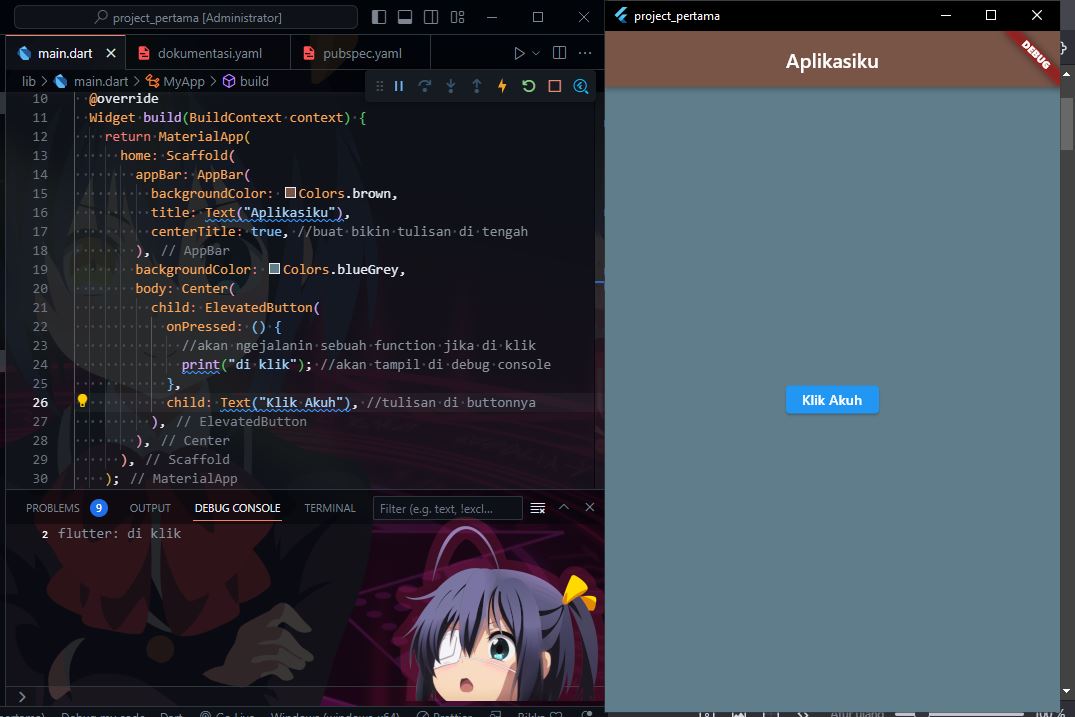 project_pertama [Administrator]
main.dart
dokumentasi.yaml
pubspec.yaml
lib > main.dart > MyApp > build
10 @override
11 Widget build(BuildContext context) {
12 return MaterialApp(
13 home: Scaffold(
14 appBar: AppBar(
15 backgroundColor: Colors.brown,
16 title: Text("Aplikasiku"),
17 centerTitle: true, //buat bikin tulisan di tengah
18 ), // AppBar
19 backgroundColor: Colors.blueGrey,
20 body: Center(
21 child: ElevatedButton(
22 onPressed: () {
23 //akan ngejalanin sebuah function jika di klik
24 print("di klik"); //akan tampil di debug console
25 },
26 child: Text("Klik Akuh"), //tulisan di buttonnya
27 ), // ElevatedButton
28 ), // Center
29 ), // Scaffold
30 ); // MaterialApp
PROBLEMS 9 OUTPUT DEBUG CONSOLE TERMINAL Filter (e.g. text, !excl...
2 flutter: di klik
project_pertama
Aplikasiku
DEBUG
Klik Akuh